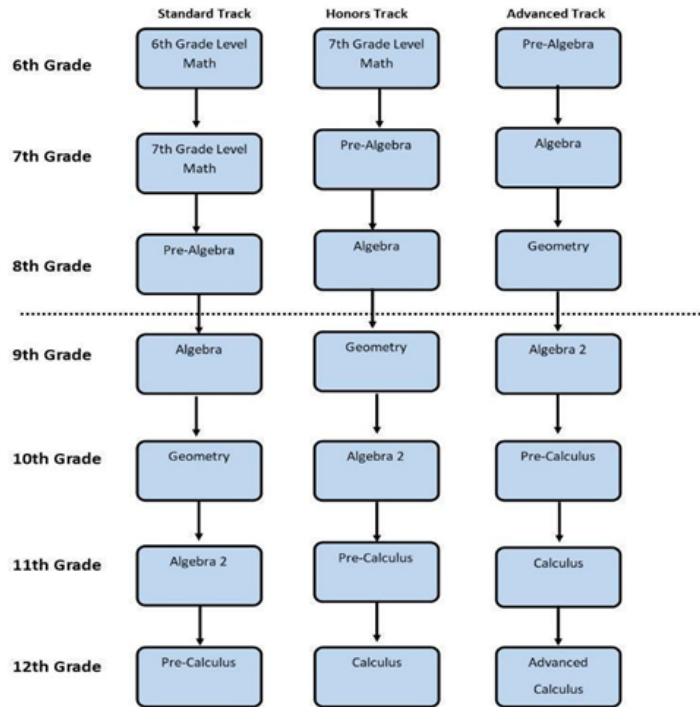 Standard Track
Honors Track
Advanced Track
6th Grade
6th Grade Level
Math
7th Grade Level
Math
Pre-Algebra
7th Grade
7th Grade Level
Math
Pre-Algebra
Algebra
8th Grade
Pre-Algebra
Algebra
Geometry
9th Grade
Algebra
Geometry
Algebra 2
10th Grade
Geometry
Algebra 2
Pre-Calculus
11th Grade
Algebra 2
Pre-Calculus
Calculus
12th Grade
Pre-Calculus
Calculus
Advanced
Calculus